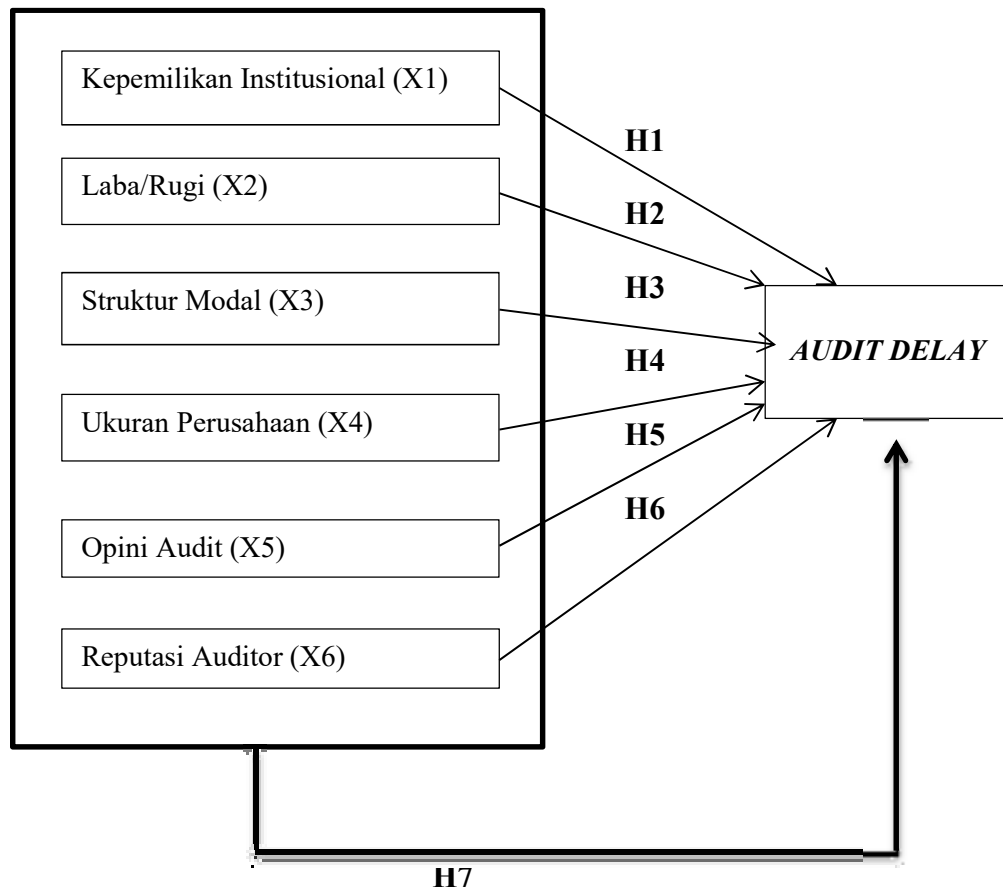 Kepemilikan Institusional (X1)
H1
Laba/Rugi (X2)
H2
Struktur Modal (X3)
H3
AUDIT DELAY
H4
Ukuran Perusahaan (X4)
H5
H6
Opini Audit (X5)
Reputasi Auditor (X6)
H7